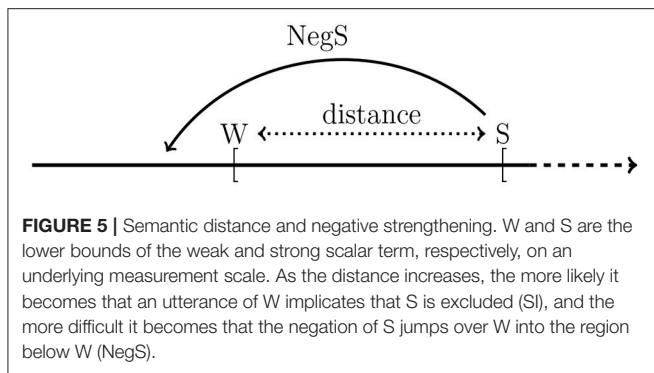 NegS
distance
W
S
FIGURE 5 | Semantic distance and negative strengthening. W and S are the
lower bounds of the weak and strong scalar term, respectively, on an
underlying measurement scale. As the distance increases, the more likely it
becomes that an utterance of W implicates that S is excluded (SI), and the
more difficult it becomes that the negation of S jumps over W into the region
below W (NegS).